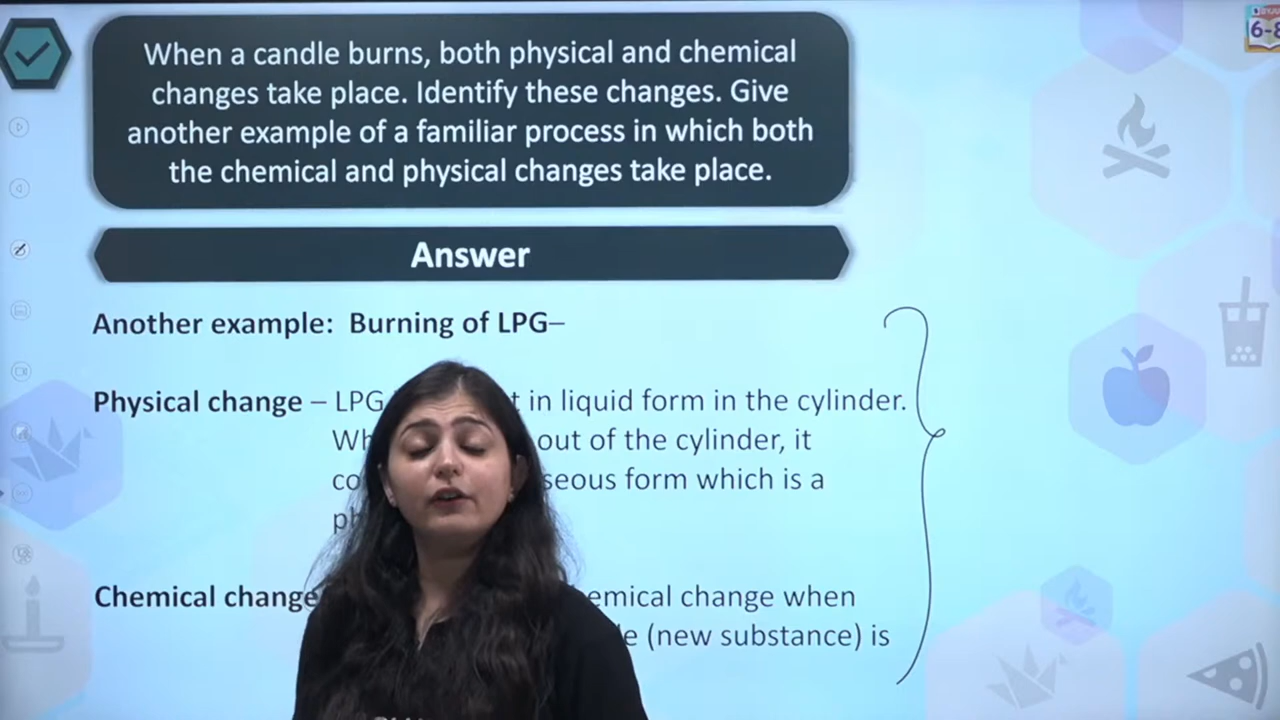 When a candle burns, both physical and chemical
changes take place. Identify these changes. Give
another example of a familiar process in which both
the chemical and physical changes take place.
Answer
Another example: Burning of LPG–
Physical change – LPG t in liquid form in the cylinder.
Wh out of the cylinder, it
co seous form which is a
ph
Chemical change emical change when
e (new substance) is
6-8